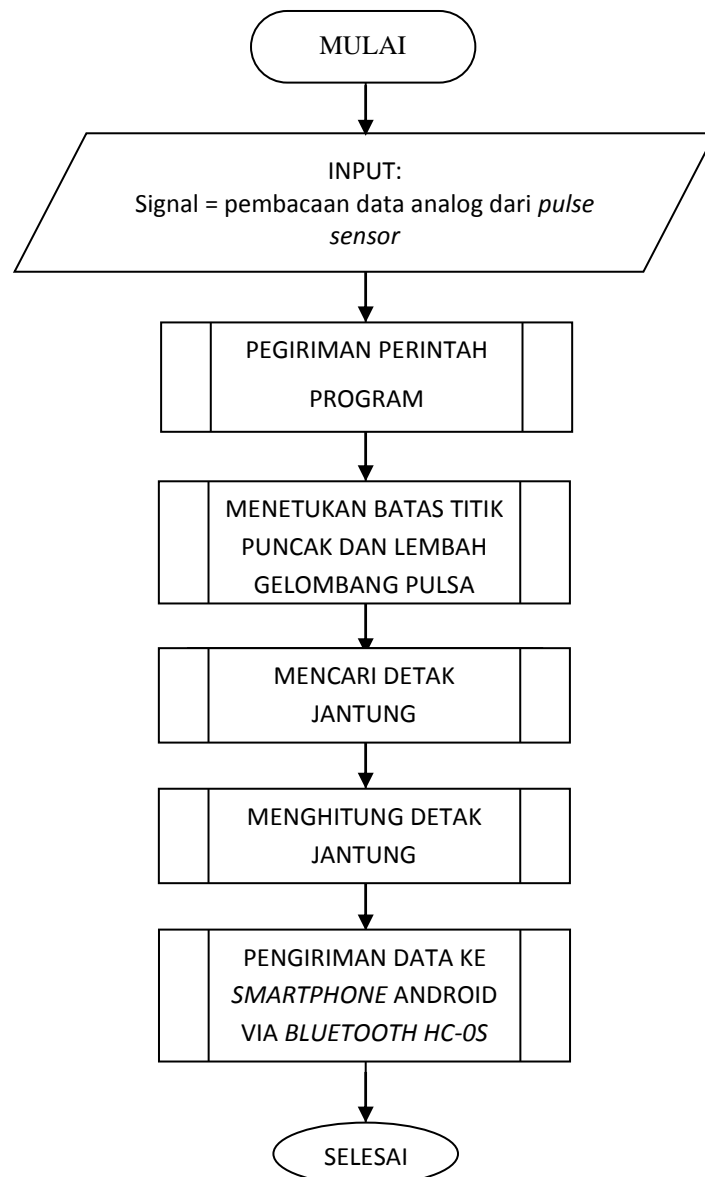 MULAI
INPUT:
Signal = pembacaan data analog dari pulse
sensor
PEGIRIMAN PERINTAH
PROGRAM
MENETUKAN BATAS TITIK
PUNCAK DAN LEMBAH
GELOMBANG PULSA
MENCARI DETAK
JANTUNG
MENGHITUNG DETAK
JANTUNG
PENGIRIMAN DATA KE
SMARTPHONE ANDROID
VIA BLUETOOTH HC-0S
SELESAI